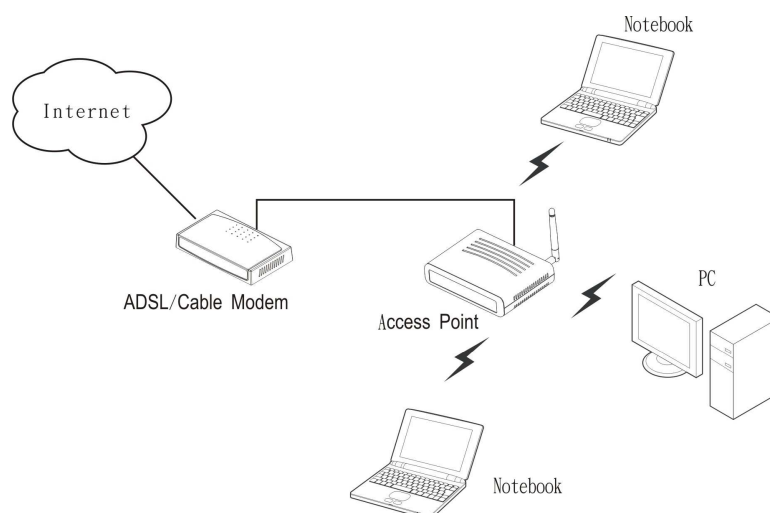 Notebook
Internet
ADSL/Cable Modem
Access Point
PC
Notebook